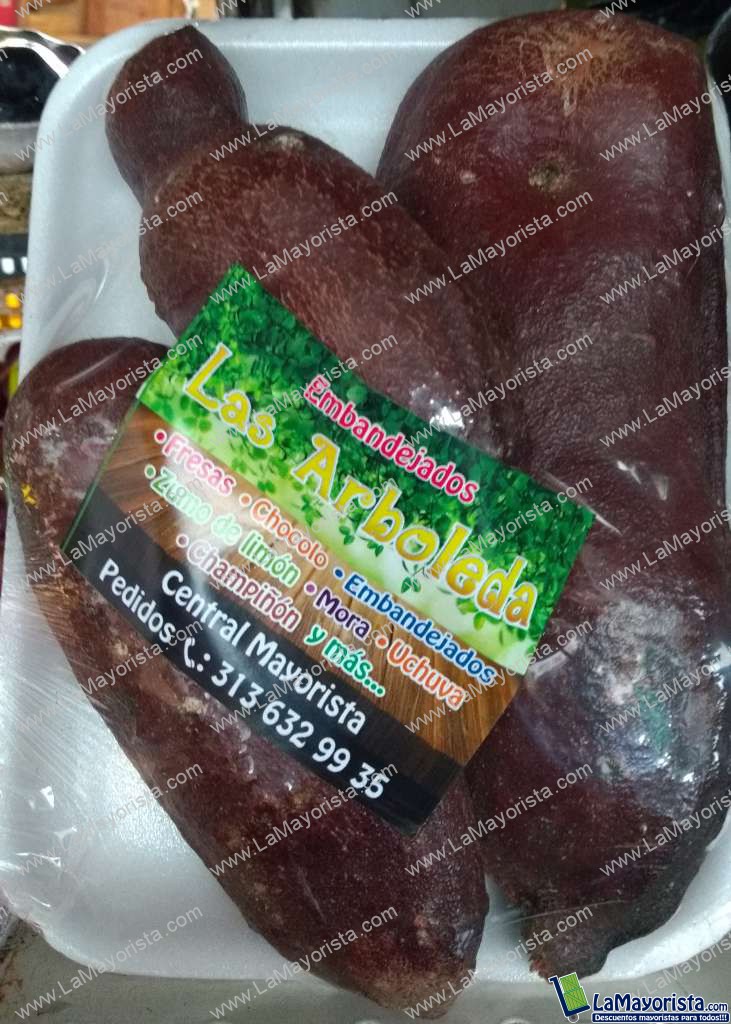 Embandejados
Las Arboleda
•Fresas •Chocolo •Embandejados
•Ztaño de limón •Mora •Uchuva
•Champiñón y más...
Central Mayorista
Pedidos: 313 632 99 35
www.LaMayorista.com
LaMayorista.com
Descuentos mayoristas para todos!!!